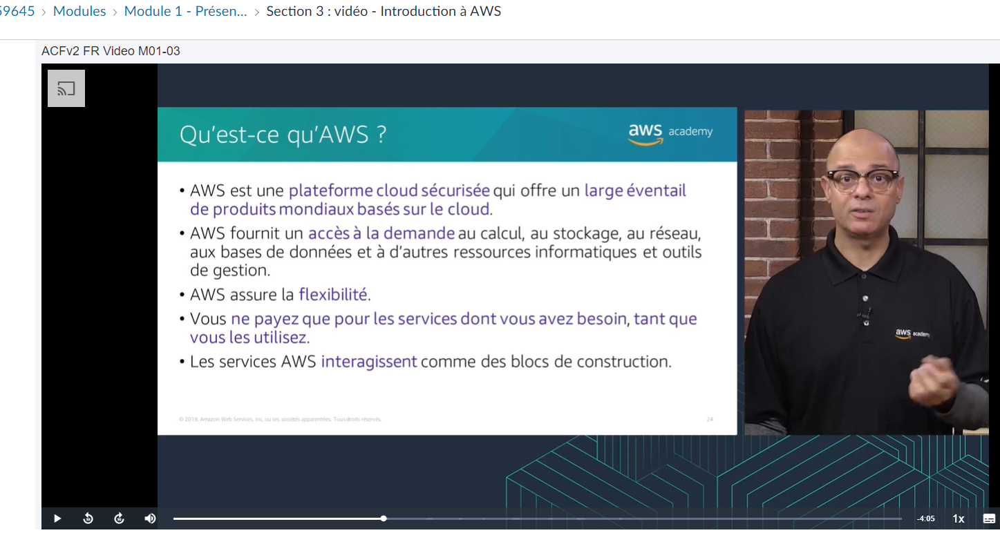 59645 > Modules > Module 1 - Présen... > Section 3 : vidéo - Introduction à AWS
ACFv2 FR Video M01-03
Qu'est-ce qu'AWS ?
aws academy
• AWS est une plateforme cloud sécurisée qui offre un large éventail
de produits mondiaux basés sur le cloud.
• AWS fournit un accès à la demande au calcul, au stockage, au réseau,
aux bases de données et à d'autres ressources informatiques et outils
de gestion.
• AWS assure la flexibilité.
• Vous ne payez que pour les services dont vous avez besoin, tant que
vous les utilisez.
• Les services AWS interagissent comme des blocs de construction.
aws academy
© 2019, Amazon Web Services, Inc. ou ses sociétés apparentées. Tous droits réservés.
24
-4:05
1x